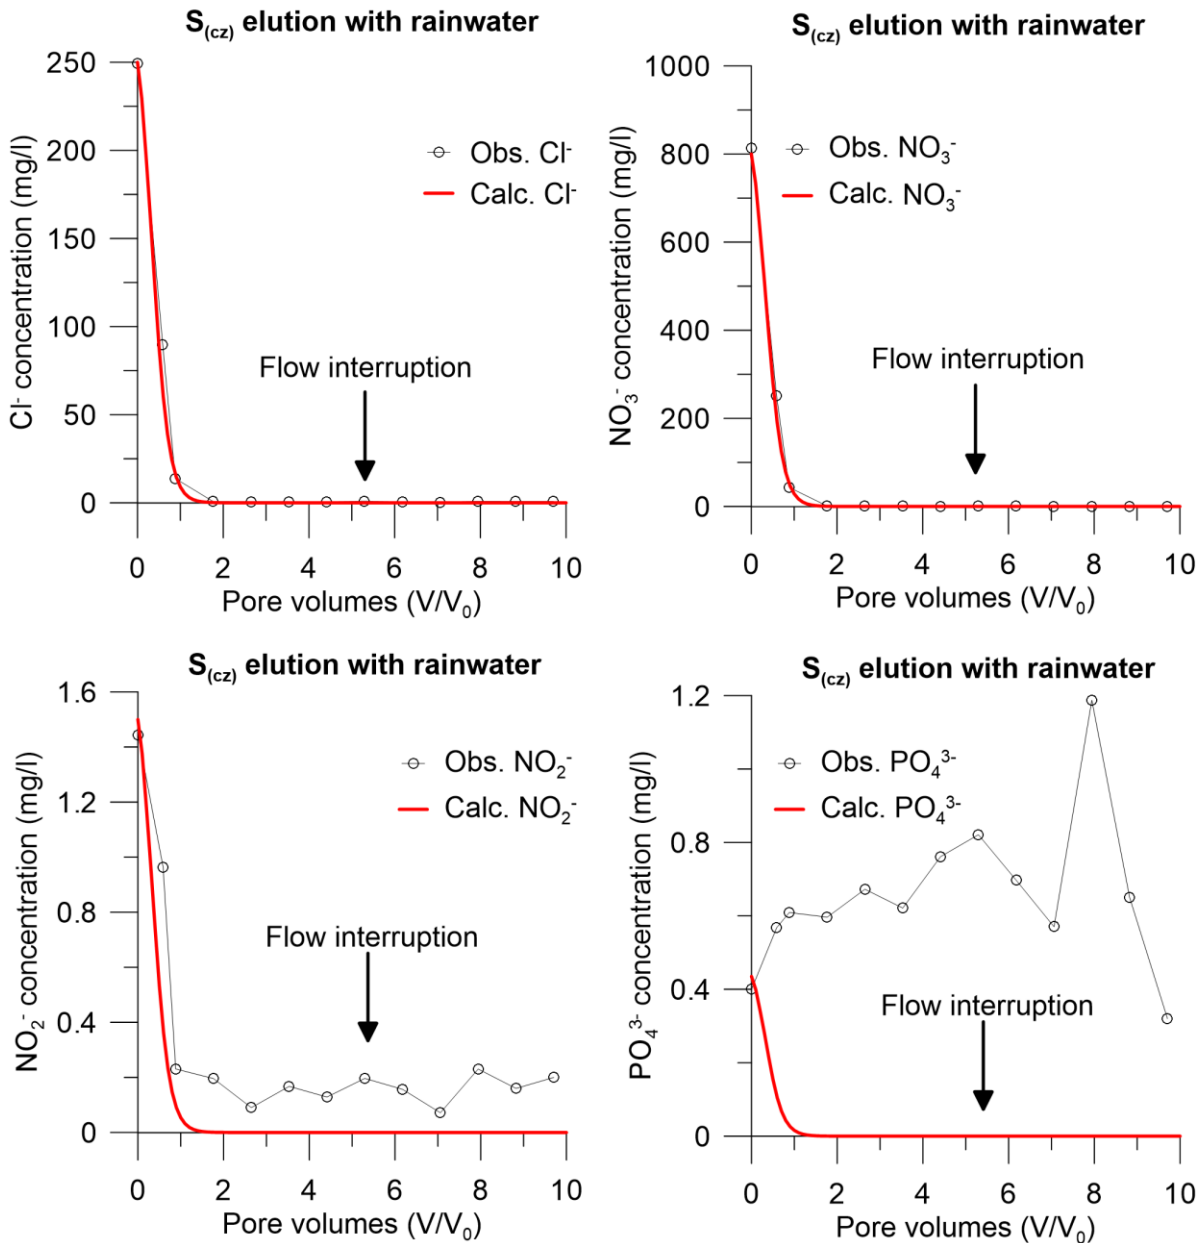 S(cz) elution with rainwater
250
200
150
100
50
0
Cl- concentration (mg/l)
Obs. Cl-
Calc. Cl-
Flow interruption
0 2 4 6 8 10
Pore volumes (V/V0)
S(cz) elution with rainwater
1000
800
600
400
200
0
NO3- concentration (mg/l)
Obs. NO3-
Calc. NO3-
Flow interruption
0 2 4 6 8 10
Pore volumes (V/V0)
S(cz) elution with rainwater
1.6
1.2
0.8
0.4
0
NO2- concentration (mg/l)
Obs. NO2-
Calc. NO2-
Flow interruption
0 2 4 6 8 10
Pore volumes (V/V0)
S(cz) elution with rainwater
1.2
0.8
0.4
0
PO43- concentration (mg/l)
Obs. PO43-
Calc. PO43-
Flow interruption
0 2 4 6 8 10
Pore volumes (V/V0)